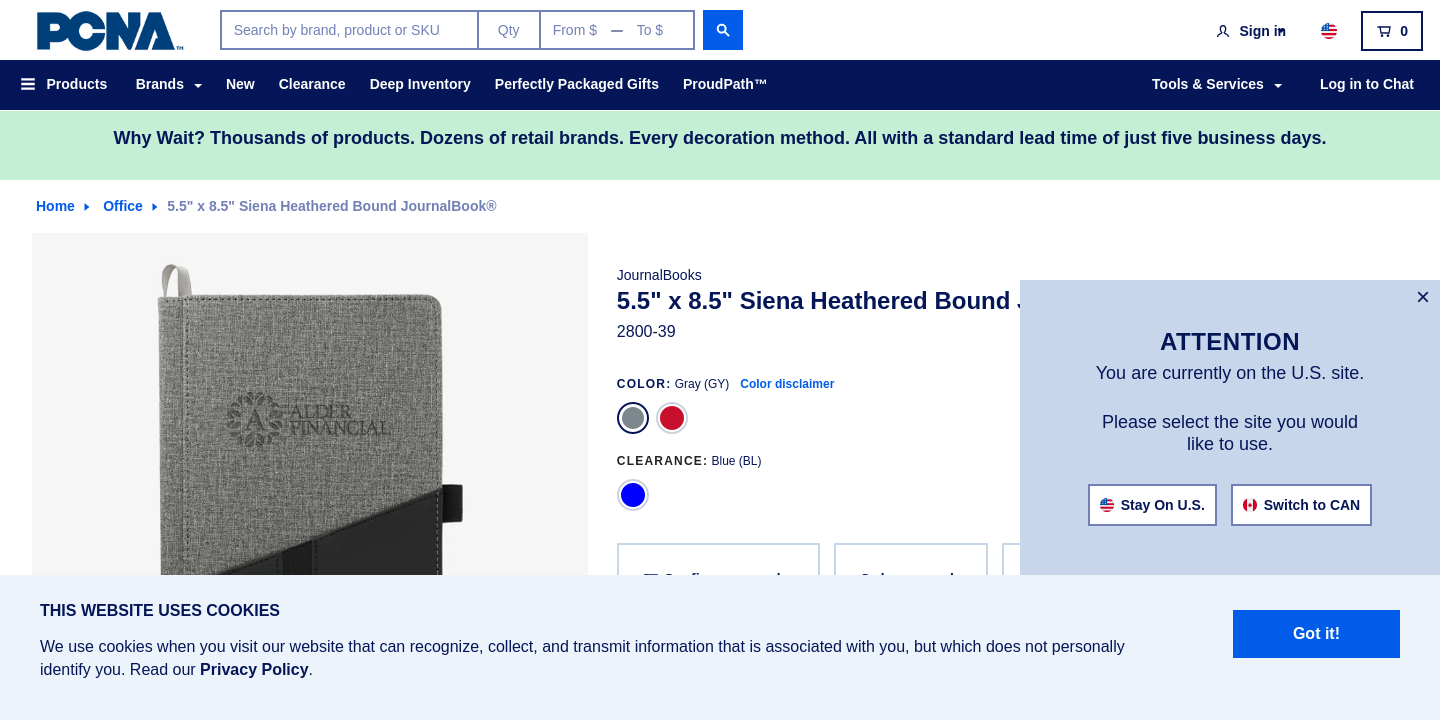 PCNA™
Search by brand, product or SKU
Qty
From $
To $
Sign in
0
Products
Brands
New
Clearance
Deep Inventory
Perfectly Packaged Gifts
ProudPath™
Tools & Services
Log in to Chat
Why Wait? Thousands of products. Dozens of retail brands. Every decoration method. All with a standard lead time of just five business days.
Home
Office
5.5" x 8.5" Siena Heathered Bound JournalBook®
A ALDER
FINANCIAL
JournalBooks
5.5" x 8.5" Siena Heathered Bound
2800-39
COLOR: Gray (GY) Color disclaimer
CLEARANCE: Blue (BL)
×
ATTENTION
You are currently on the U.S. site.
Please select the site you would
like to use.
Stay On U.S.
Switch to CAN
THIS WEBSITE USES COOKIES
We use cookies when you visit our website that can recognize, collect, and transmit information that is associated with you, but which does not personally
identify you. Read our Privacy Policy.
Got it!